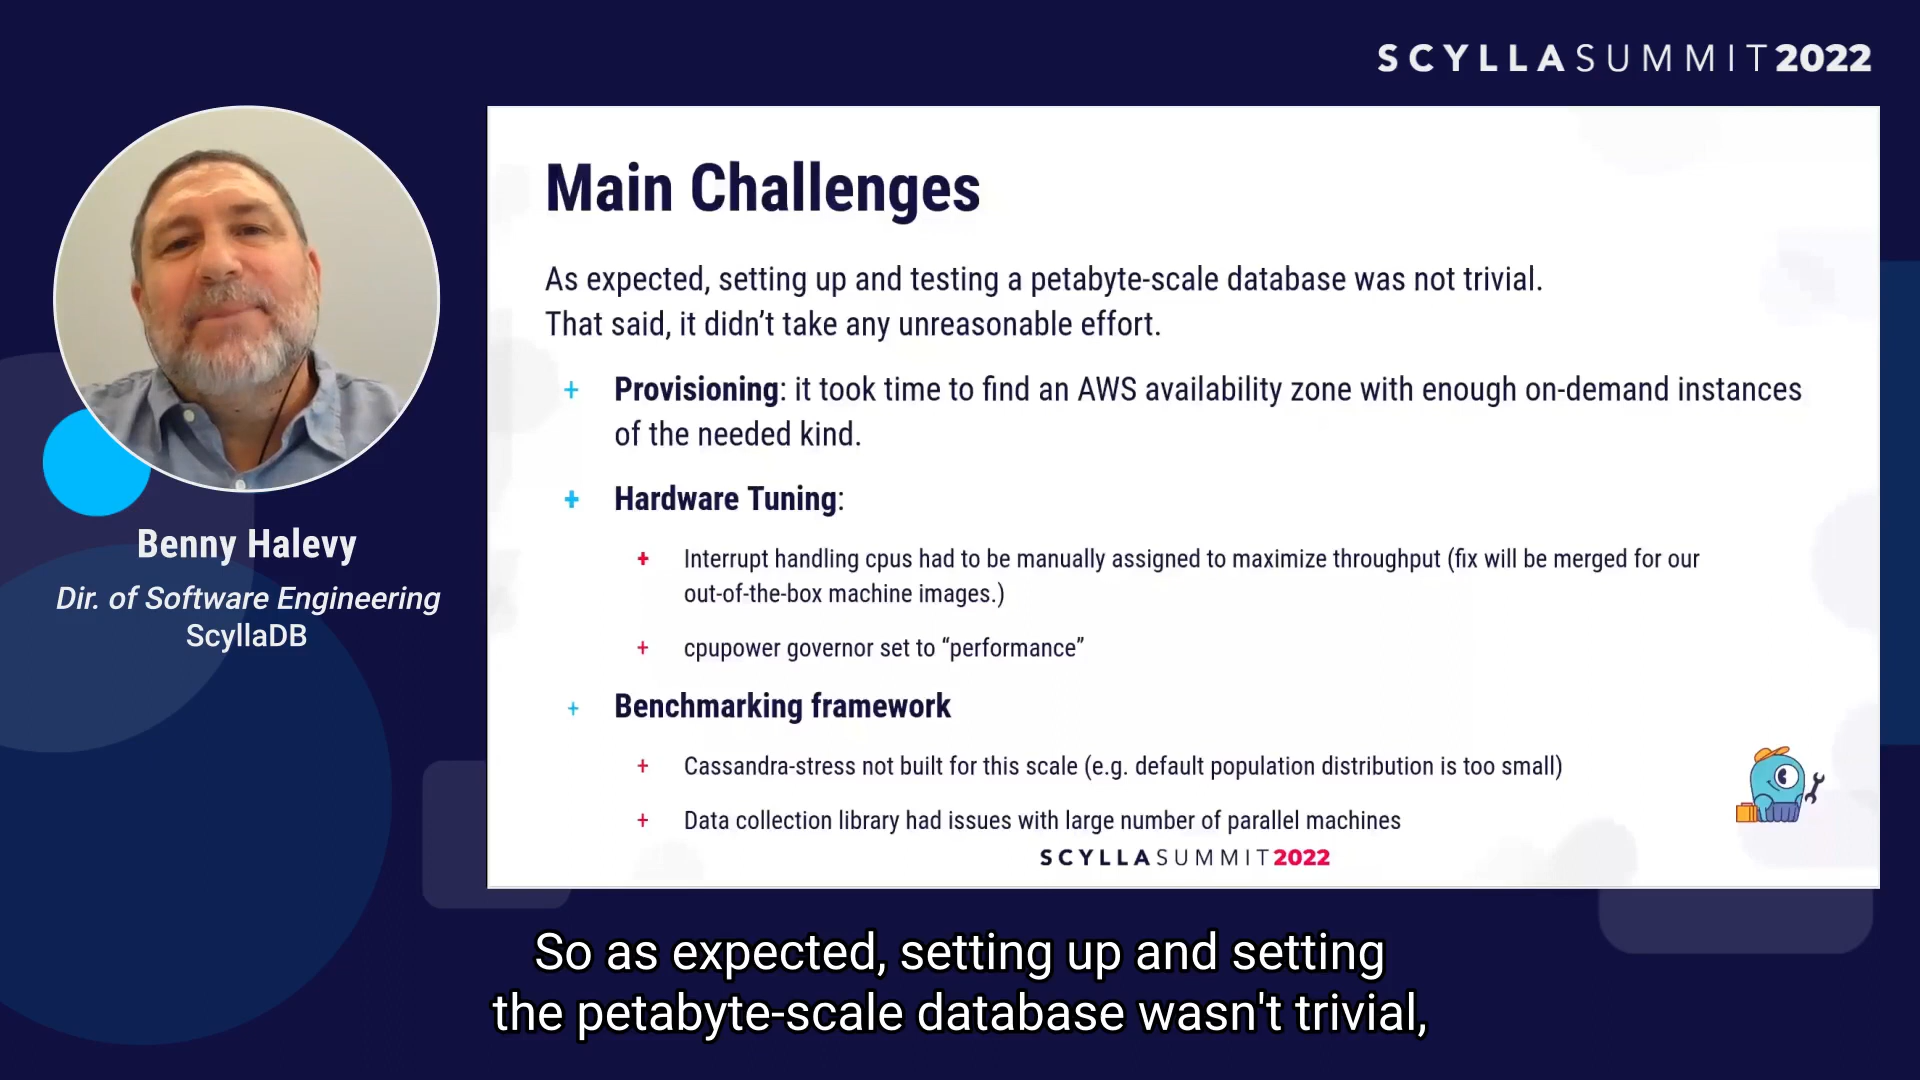 SCYLLASUMMIT2022
Benny Halevy
Dir. of Software Engineering
ScyllaDB
Main Challenges
As expected, setting up and testing a petabyte-scale database was not trivial.
That said, it didn’t take any unreasonable effort.
+ Provisioning: it took time to find an AWS availability zone with enough on-demand instances
of the needed kind.
+ Hardware Tuning:
+ Interrupt handling cpus had to be manually assigned to maximize throughput (fix will be merged for our
out-of-the-box machine images.)
+ cpupower governor set to “performance”
+ Benchmarking framework
+ Cassandra-stress not built for this scale (e.g. default population distribution is too small)
+ Data collection library had issues with large number of parallel machines
SCYLLASUMMIT2022
So as expected, setting up and setting
the petabyte-scale database wasn't trivial,